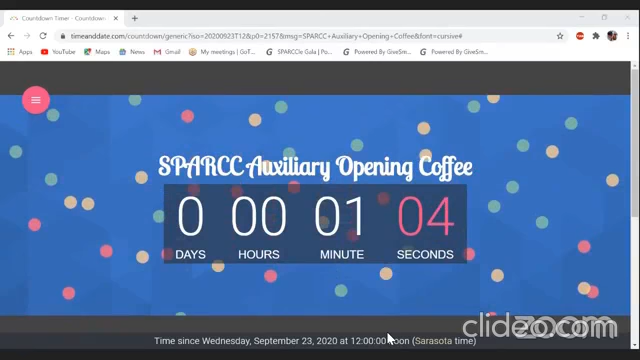 Countdown Timer - Countdown
timeanddate.com/countdown/generic?iso=20200923T12&p0=2157&msg=SPARCC+Auxiliary+Opening+Coffee&font=cursive#
Apps YouTube Maps News Gmail My meetings | GoT... SPARCCle Gala | Po... Powered By GiveSm... Powered By GiveSm...
SPARCC Auxiliary Opening Coffee
0 00 01 04
DAYS HOURS MINUTE SECONDS
Time since Wednesday, September 23, 2020 at 12:00:00 noon (Sarasota time)
clideo.com